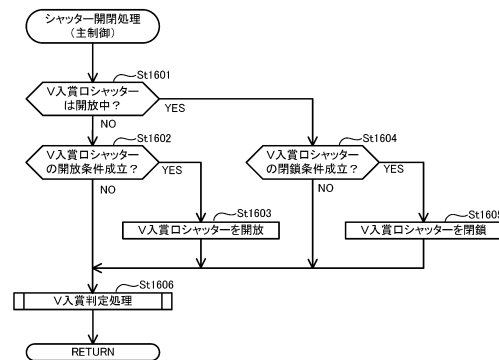 シャッター開閉処理
(主制御)
St1601
V入賞口シャッター
は開放中？
YES
NO
St1602
V入賞口シャッター
の開放条件成立？
YES
NO
St1604
V入賞口シャッター
の閉鎖条件成立？
YES
NO
St1603
V入賞口シャッターを開放
St1605
V入賞口シャッターを閉鎖
St1606
V入賞判定処理
RETURN